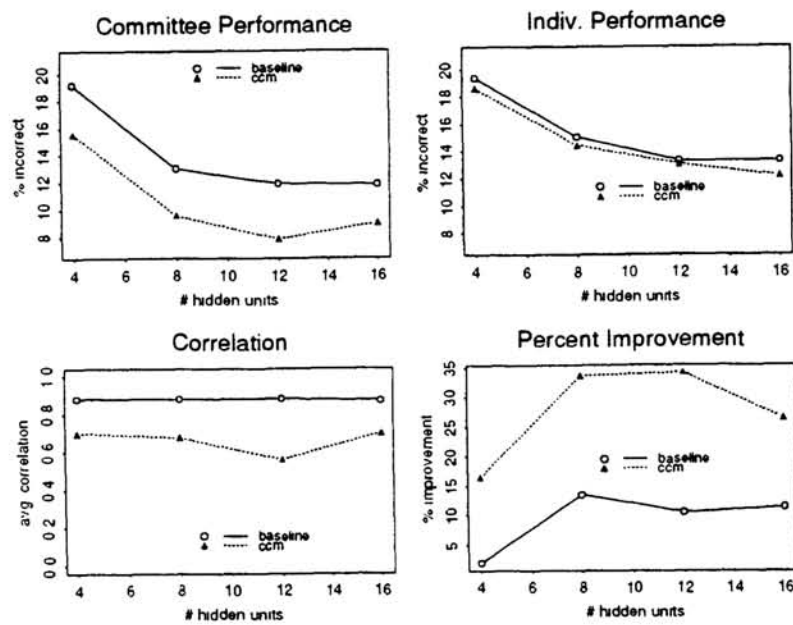 Committee Performance
baseline
ccm
% incorrect
20
18
16
14
12
10
8
4 6 8 10 12 14 16
# hidden units
Indiv. Performance
baseline
ccm
% incorrect
20
18
16
14
12
10
8
4 6 8 10 12 14 16
# hidden units
Correlation
baseline
ccm
avg correlation
1 0
0 8
0 6
0 4
0 2
0 0
4 6 8 10 12 14 16
# hidden units
Percent Improvement
baseline
ccm
% improvement
35
30
25
20
15
10
5
4 6 8 10 12 14 16
# hidden units